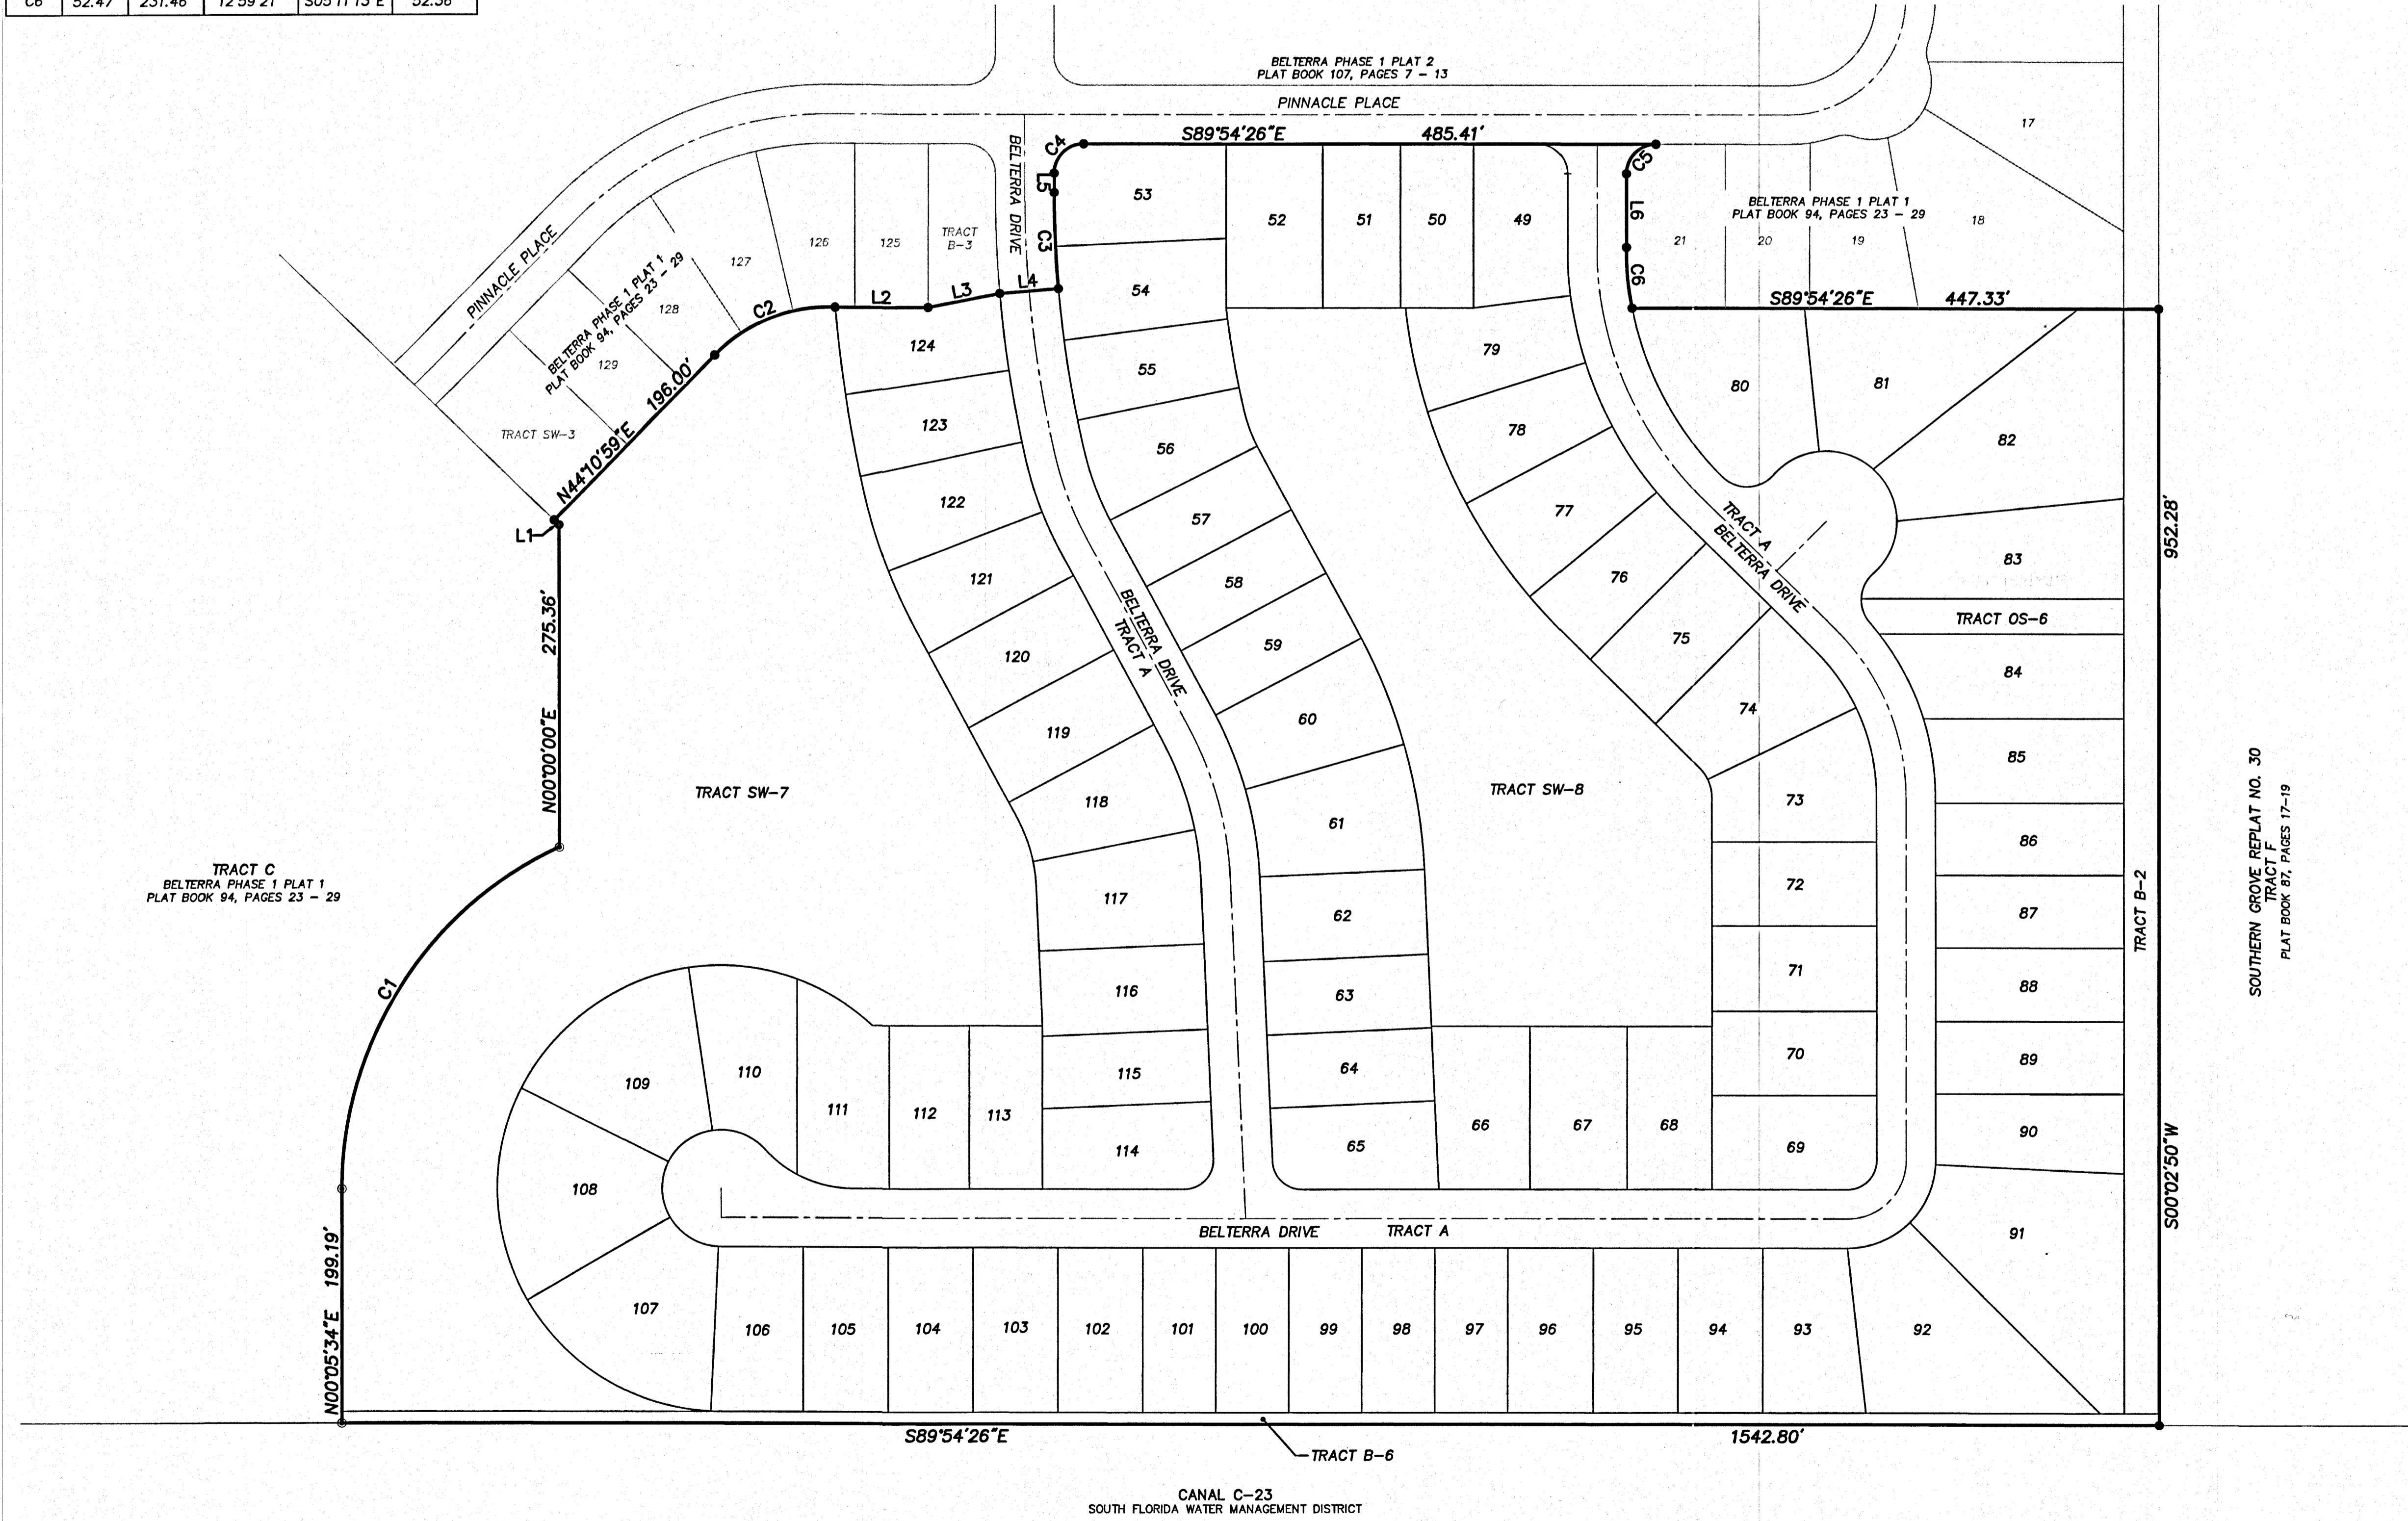 C6 52.47 231.46 12°59'21" S05°11'13"E 52.36
BELTERRA PHASE 1 PLAT 2
PLAT BOOK 107, PAGES 7 – 13
PINNACLE PLACE
S89°54'26"E 485.41'
17
BELTERRA DRIVE
C4
L5
C3
C5
L6
C6
53
52
51
50
49
BELTERRA PHASE 1 PLAT 1
PLAT BOOK 94, PAGES 23 – 29
21
20
19
18
PINNACLE PLACE
126
125
TRACT
B-3
127
128
129
BELTERRA PHASE 1 PLAT 1
PLAT BOOK 94, PAGES 23 – 29
TRACT SW-3
C2
L2
L3
L4
54
S89°54'26"E 447.33'
N44°10'59"E 196.00'
L1
124
55
79
80
81
82
123
56
78
122
57
77
TRACT A
BELTERRA DRIVE
952.28'
83
121
58
76
275.36'
N00°00'00"E
BELTERRA DRIVE
TRACT A
TRACT OS-6
120
59
75
84
119
60
74
85
TRACT SW-7
118
TRACT SW-8
73
61
86
SOUTHERN GROVE REPLAT NO. 30
TRACT F
PLAT BOOK 87, PAGES 17-19
TRACT C
BELTERRA PHASE 1 PLAT 1
PLAT BOOK 94, PAGES 23 – 29
117
62
72
87
TRACT B-2
C1
116
63
71
88
109
110
111
112
113
115
64
70
89
66
67
68
69
90
114
65
S00°02'50"W
108
BELTERRA DRIVE TRACT A
91
N00°05'34"E 199.19'
107
106
105
104
103
102
101
100
99
98
97
96
95
94
93
92
S89°54'26"E 1542.80'
TRACT B-6
CANAL C-23
SOUTH FLORIDA WATER MANAGEMENT DISTRICT